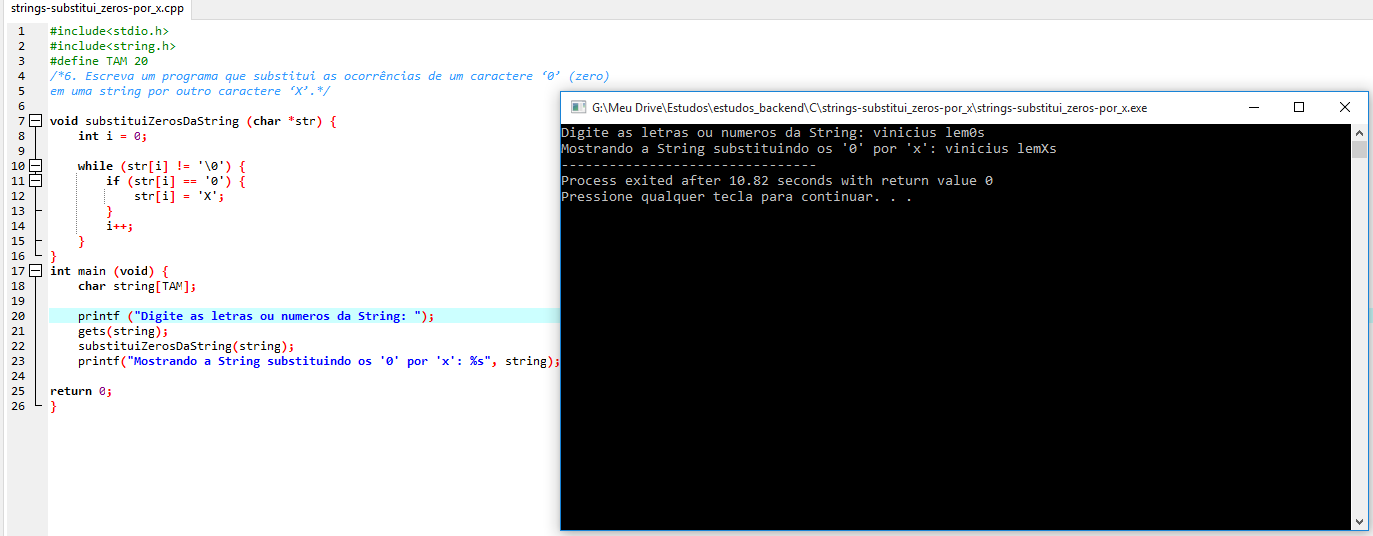 strings-substitui_zeros-por_x.cpp
1 #include<stdio.h>
2 #include<string.h>
3 #define TAM 20
4 /*6. Escreva um programa que substitui as ocorrências de um caractere ‘0’ (zero)
5 em uma string por outro caractere ‘X’.*/
6
7 void substituiZerosDaString (char *str) {
8 int i = 0;
9
10 while (str[i] != '\0') {
11 if (str[i] == '0') {
12 str[i] = 'X';
13 }
14 i++;
15 }
16 }
17 int main (void) {
18 char string[TAM];
19
20 printf ("Digite as letras ou numeros da String: ");
21 gets(string);
22 substituiZerosDaString(string);
23 printf("Mostrando a String substituindo os '0' por 'x': %s", string);
24
25 return 0;
26 }
G:\Meu Drive\Estudos\estudos_backend\C\strings-substitui_zeros-por_x\strings-substitui_zeros-por_x.exe
Digite as letras ou numeros da String: vinicius lem0s
Mostrando a String substituindo os '0' por 'x': vinicius lemXs
--------------------------------
Process exited after 10.82 seconds with return value 0
Pressione qualquer tecla para continuar. . .